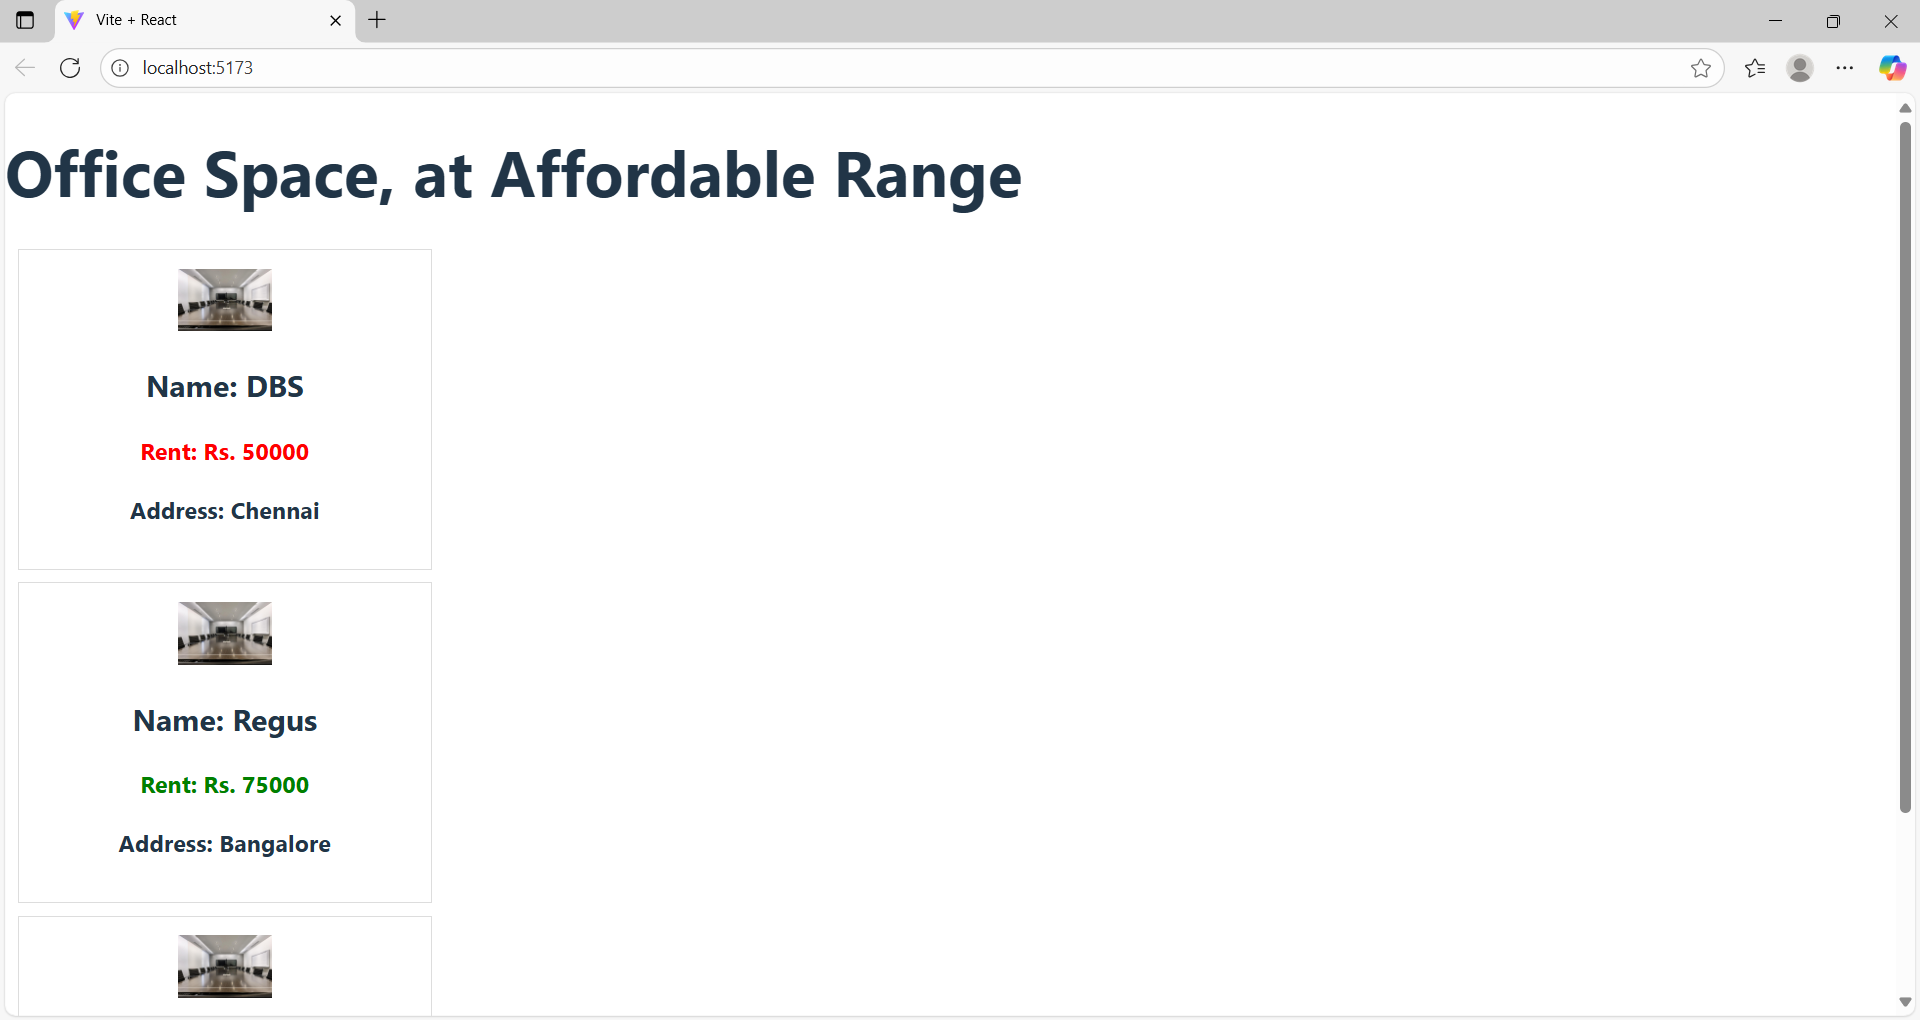 Vite + React
localhost:5173
Office Space, at Affordable Range
Name: DBS
Rent: Rs. 50000
Address: Chennai
Name: Regus
Rent: Rs. 75000
Address: Bangalore